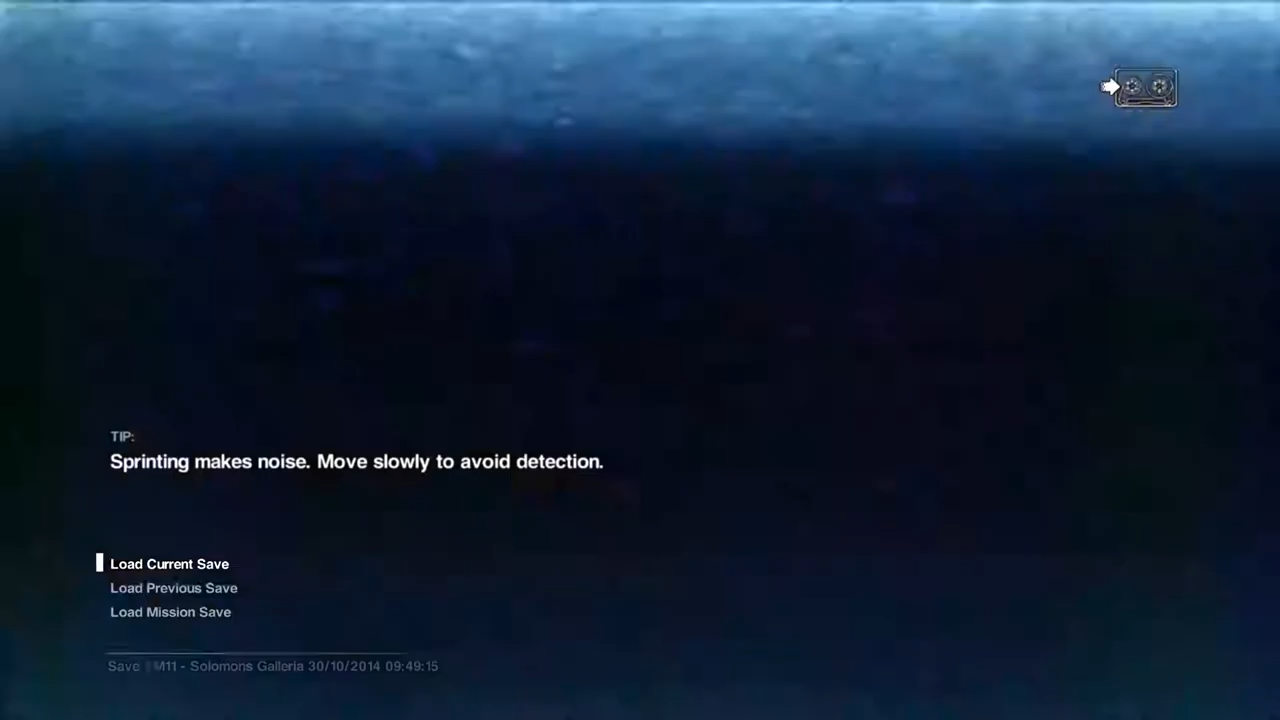 TIP:
Sprinting makes noise. Move slowly to avoid detection.
Load Current Save
Load Previous Save
Load Mission Save
Save M11 - Solomons Galleria 30/10/2014 09:49:15